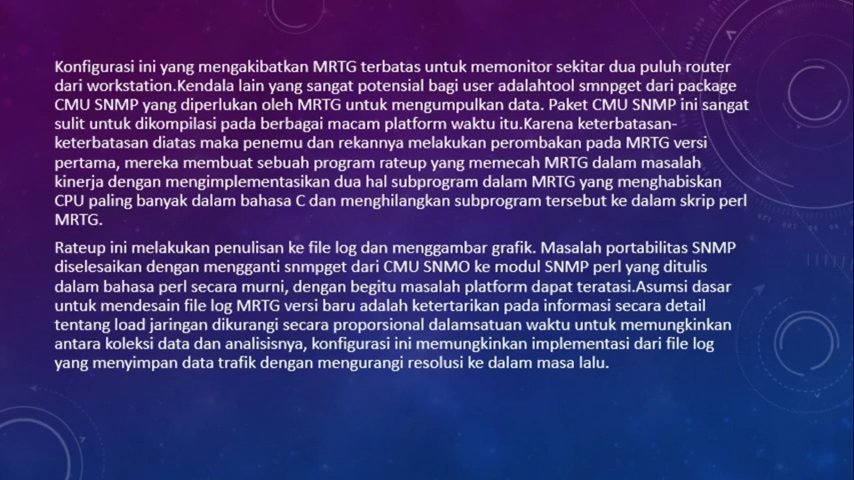 Konfigurasi ini yang mengakibatkan MRTG terbatas untuk memonitor sekitar dua puluh router
dari workstation.Kendala lain yang sangat potensial bagi user adalahtool smnpget dari package
CMU SNMP yang diperlukan oleh MRTG untuk mengumpulkan data. Paket CMU SNMP ini sangat
sulit untuk dikompilasi pada berbagai macam platform waktu itu.Karena keterbatasan-
keterbatasan diatas maka penemu dan rekannya melakukan perombakan pada MRTG versi
pertama, mereka membuat sebuah program rateup yang memecah MRTG dalam masalah
kinerja dengan mengimplementasikan dua hal subprogram dalam MRTG yang menghabiskan
CPU paling banyak dalam bahasa C dan menghilangkan subprogram tersebut ke dalam skrip perl
MRTG.
Rateup ini melakukan penulisan ke file log dan menggambar grafik. Masalah portabilitas SNMP
diselesaikan dengan mengganti snmpget dari CMU SNMO ke modul SNMP perl yang ditulis
dalam bahasa perl secara murni, dengan begitu masalah platform dapat teratasi.Asumsi dasar
untuk mendesain file log MRTG versi baru adalah ketertarikan pada informasi secara detail
tentang load jaringan dikurangi secara proporsional dalamsatuan waktu untuk memungkinkan
antara koleksi data dan analisisnya, konfigurasi ini memungkinkan implementasi dari file log
yang menyimpan data trafik dengan mengurangi resolusi ke dalam masa lalu.